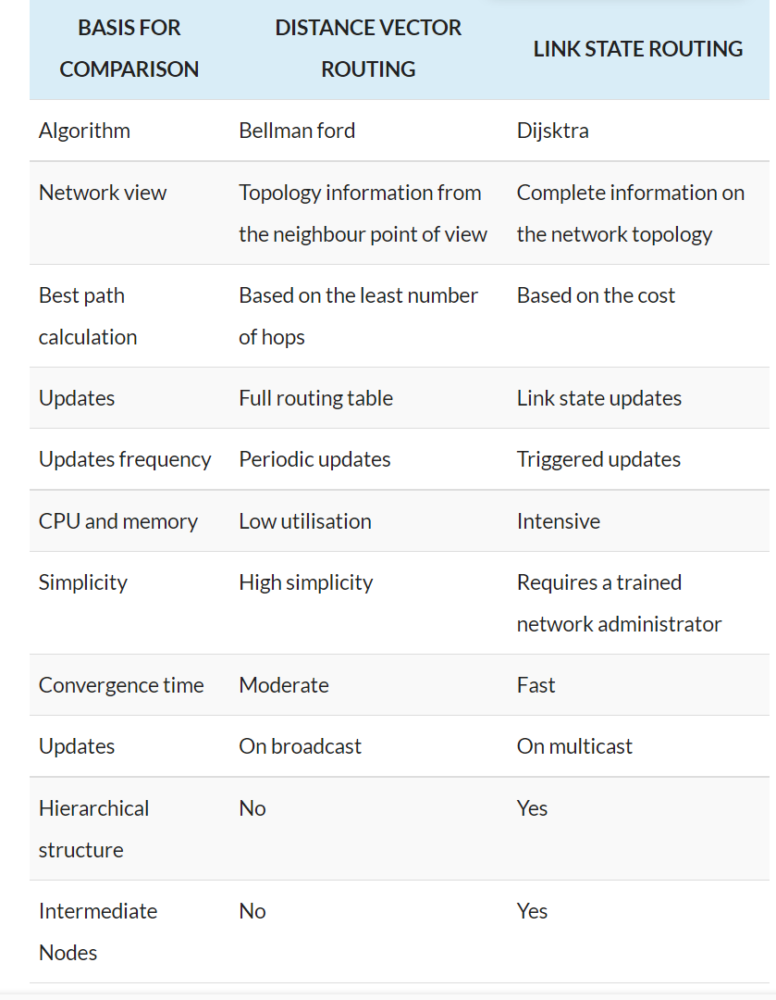 BASIS FOR COMPARISON DISTANCE VECTOR ROUTING LINK STATE ROUTING
Algorithm Bellman ford Dijsktra
Network view Topology information from the neighbour point of view Complete information on the network topology
Best path calculation Based on the least number of hops Based on the cost
Updates Full routing table Link state updates
Updates frequency Periodic updates Triggered updates
CPU and memory Low utilisation Intensive
Simplicity High simplicity Requires a trained network administrator
Convergence time Moderate Fast
Updates On broadcast On multicast
Hierarchical structure No Yes
Intermediate Nodes No Yes